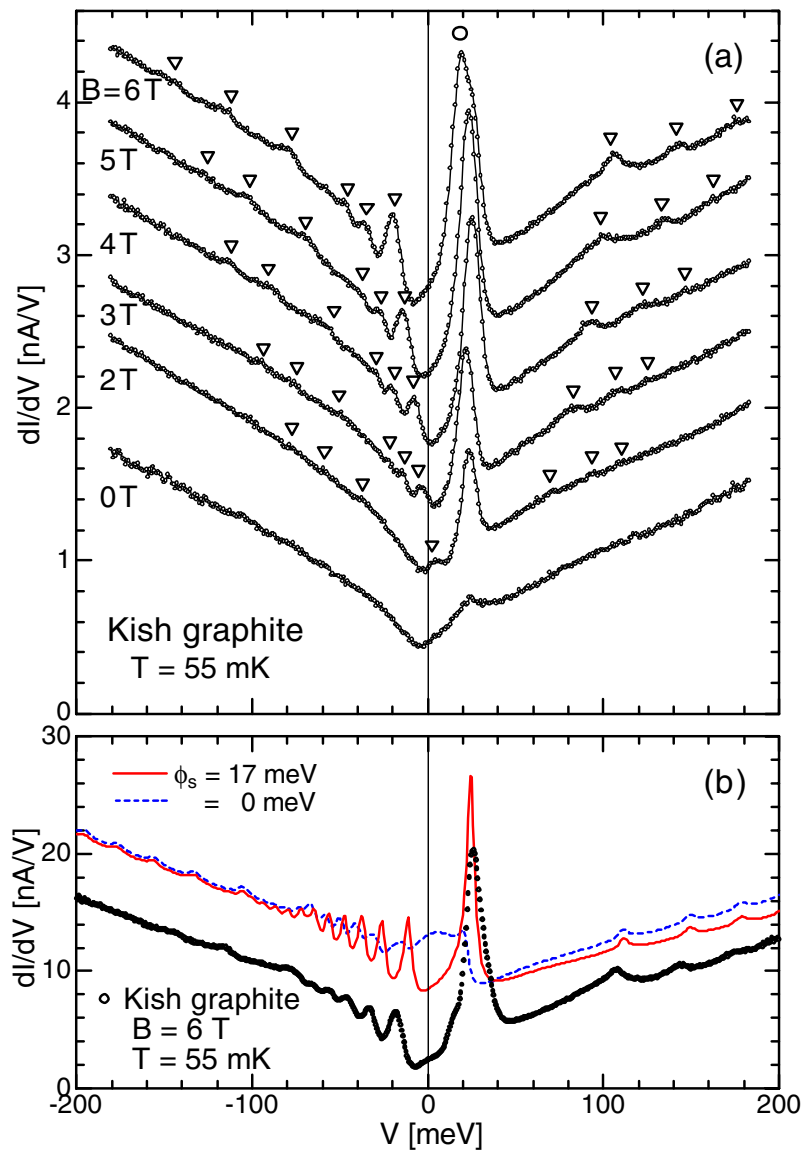 (a)
B=6T
5T
4T
3T
2T
0T
4
3
2
1
0
dI/dV [nA/V]
Kish graphite
T = 55 mK
(b)
ϕs = 17 meV
= 0 meV
30
20
10
0
dI/dV [nA/V]
Kish graphite
B = 6 T
T = 55 mK
-200 -100 0 100 200
V [meV]